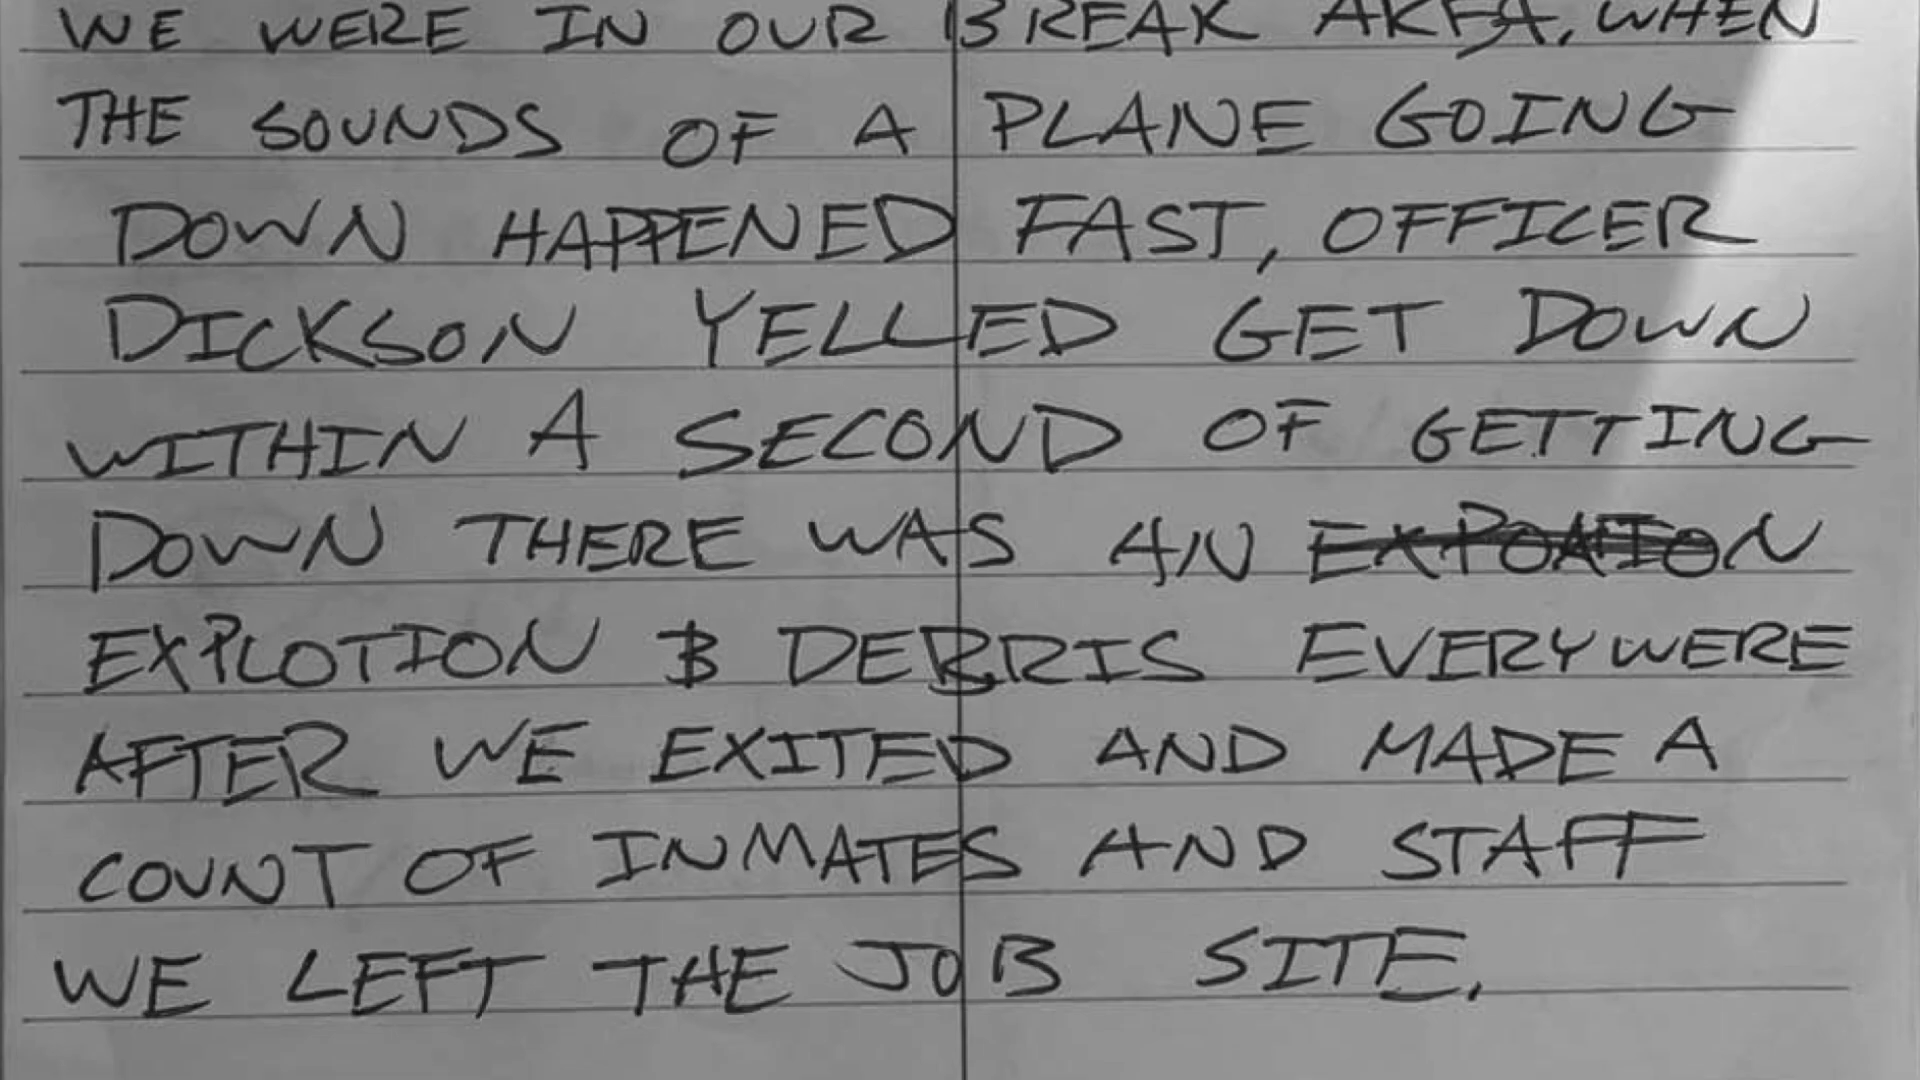 WE WERE IN OUR BREAK AREA, WHEN
THE SOUNDS OF A PLANE GOING
DOWN HAPPENED FAST, OFFICER
DICKSON YELLED GET DOWN
WITHIN A SECOND OF GETTING
DOWN THERE WAS AN
EXPLOTION & DEBRIS EVERYWERE
AFTER WE EXITED AND MADE A
COUNT OF INMATES AND STAFF
WE LEFT THE JOB SITE.